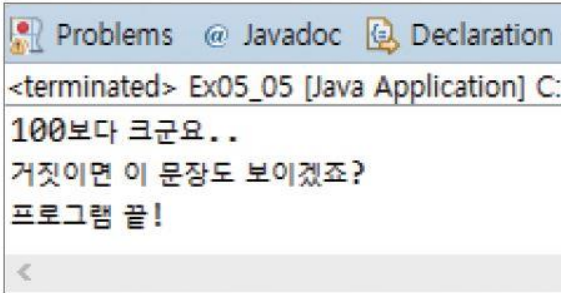 Problems @ Javadoc Declaration
<terminated> Ex05_05 [Java Application] C:
100보다 크군요..
거짓이면 이 문장도 보이겠죠?
프로그램 끝!